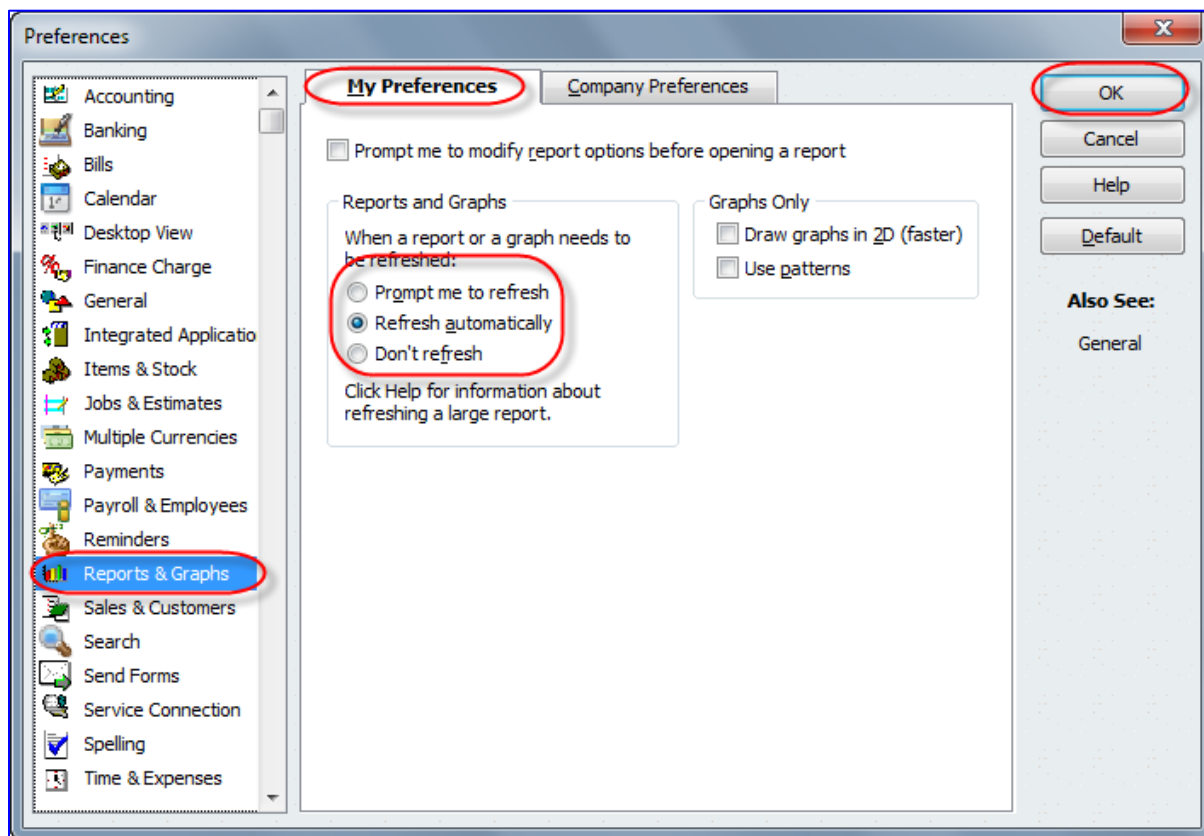 Preferences
Accounting
Banking
Bills
Calendar
Desktop View
Finance Charge
General
Integrated Applicatio
Items & Stock
Jobs & Estimates
Multiple Currencies
Payments
Payroll & Employees
Reminders
Reports & Graphs
Sales & Customers
Search
Send Forms
Service Connection
Spelling
Time & Expenses
My Preferences
Company Preferences
Prompt me to modify report options before opening a report
Reports and Graphs
When a report or a graph needs to
be refreshed:
Prompt me to refresh
Refresh automatically
Don't refresh
Click Help for information about
refreshing a large report.
Graphs Only
Draw graphs in 2D (faster)
Use patterns
OK
Cancel
Help
Default
Also See:
General